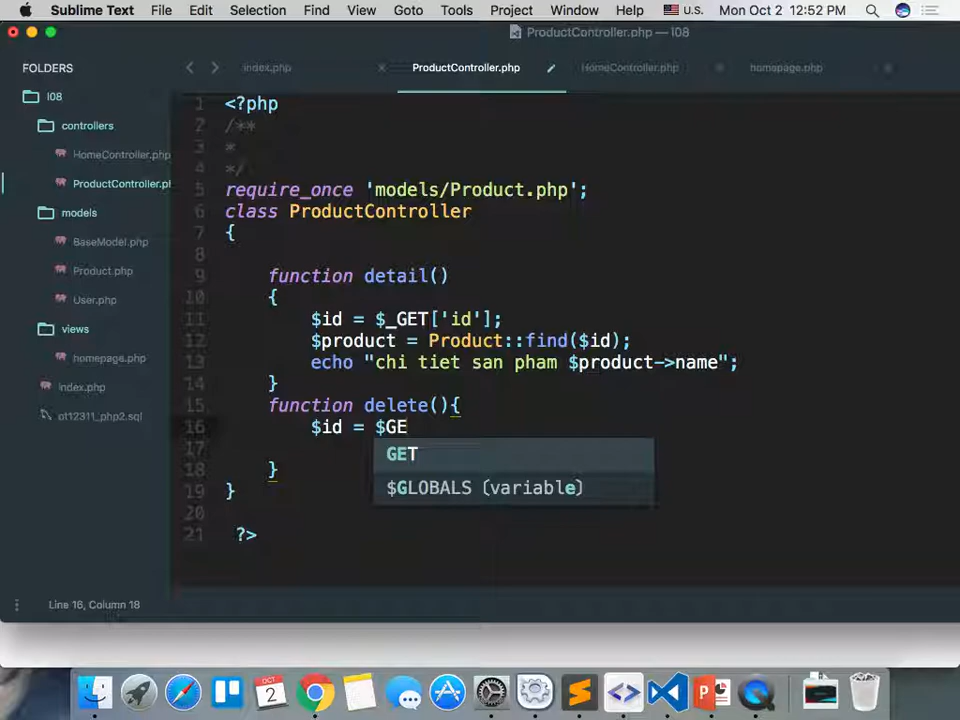 Sublime Text File Edit Selection Find View Goto Tools Project Window Help U.S. Mon Oct 2 12:52 PM
ProductController.php — l08
FOLDERS
index.php ProductController.php HomeController.php homepage.php
l08
controllers
HomeController.php
ProductController.pl
models
BaseModel.php
Product.php
User.php
views
homepage.php
index.php
ot12311_php2.sql
1 <?php
2 /**
3 *
4 */
5 require_once 'models/Product.php';
6 class ProductController
7 {
8
9 function detail()
10 {
11 $id = $_GET['id'];
12 $product = Product::find($id);
13 echo "chi tiet san pham $product->name";
14 }
15 function delete(){
16 $id = $GE
17
18 }
19 }
20
21 ?>
GET
$GLOBALS (variable)
Line 16, Column 18
OCT
2